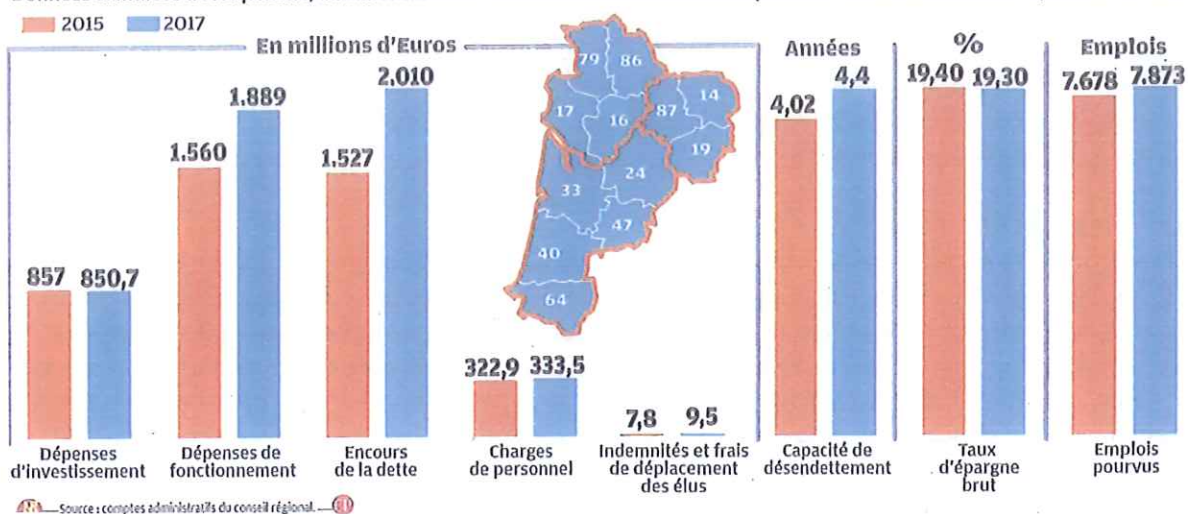 2015 2017
En millions d'Euros
Années
%
Emplois
857 850,7
1.560 1.889
1.527 2,010
322,9 333,5
7,8 9,5
4,02 4,4
19,40 19,30
7.678 7.873
79 86
17 16 87 14
19
33 24
47
40
64
Dépenses
d'investissement
Dépenses de
fonctionnement
Encours
de la dette
Charges
de personnel
Indemnités et frais
de déplacement
des élus
Capacité de
désendettement
Taux
d'épargne
brut
Emplois
pourvus
Source : comptes administratifs du conseil régional.